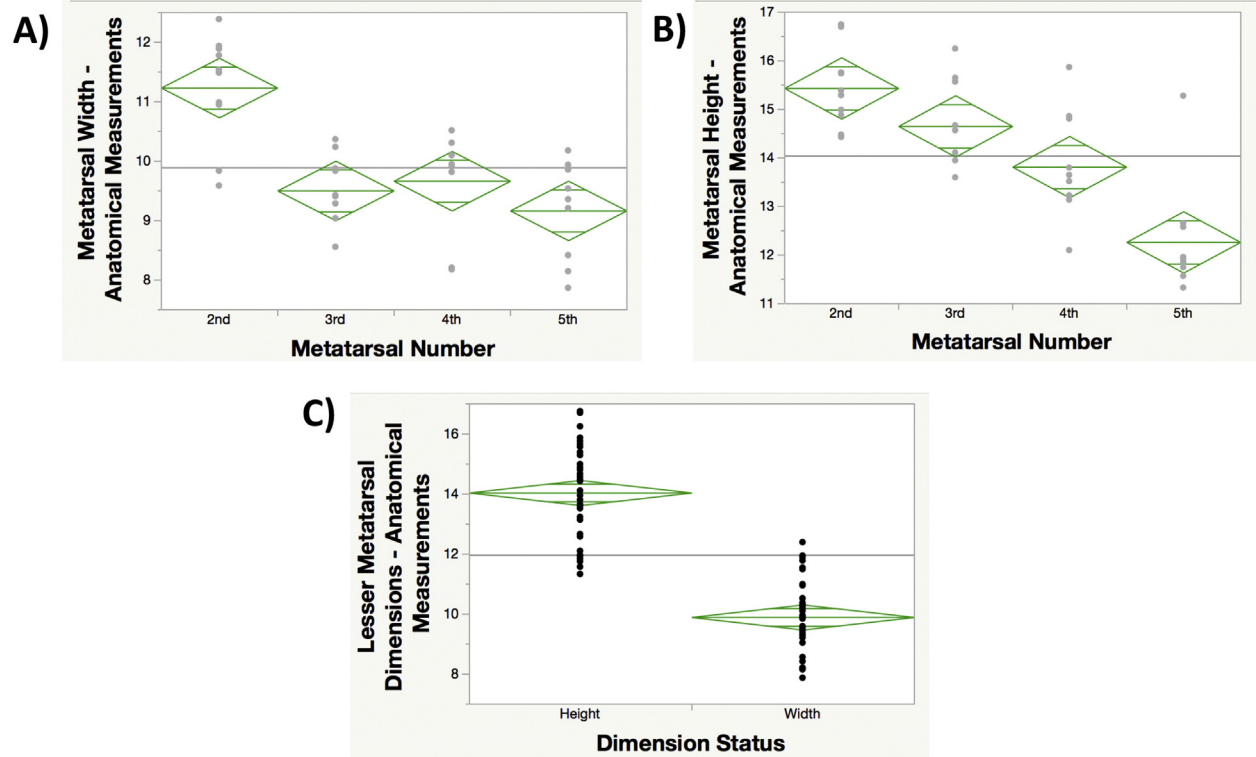 A)
Metatarsal Width -
Anatomical Measurements
12
11
10
9
8
2nd
3rd
4th
5th
Metatarsal Number
B)
Metatarsal Height -
Anatomical Measurements
17
16
15
14
13
12
11
2nd
3rd
4th
5th
Metatarsal Number
C)
Lesser Metatarsal
Dimensions - Anatomical
Measurements
16
14
12
10
8
Height
Width
Dimension Status